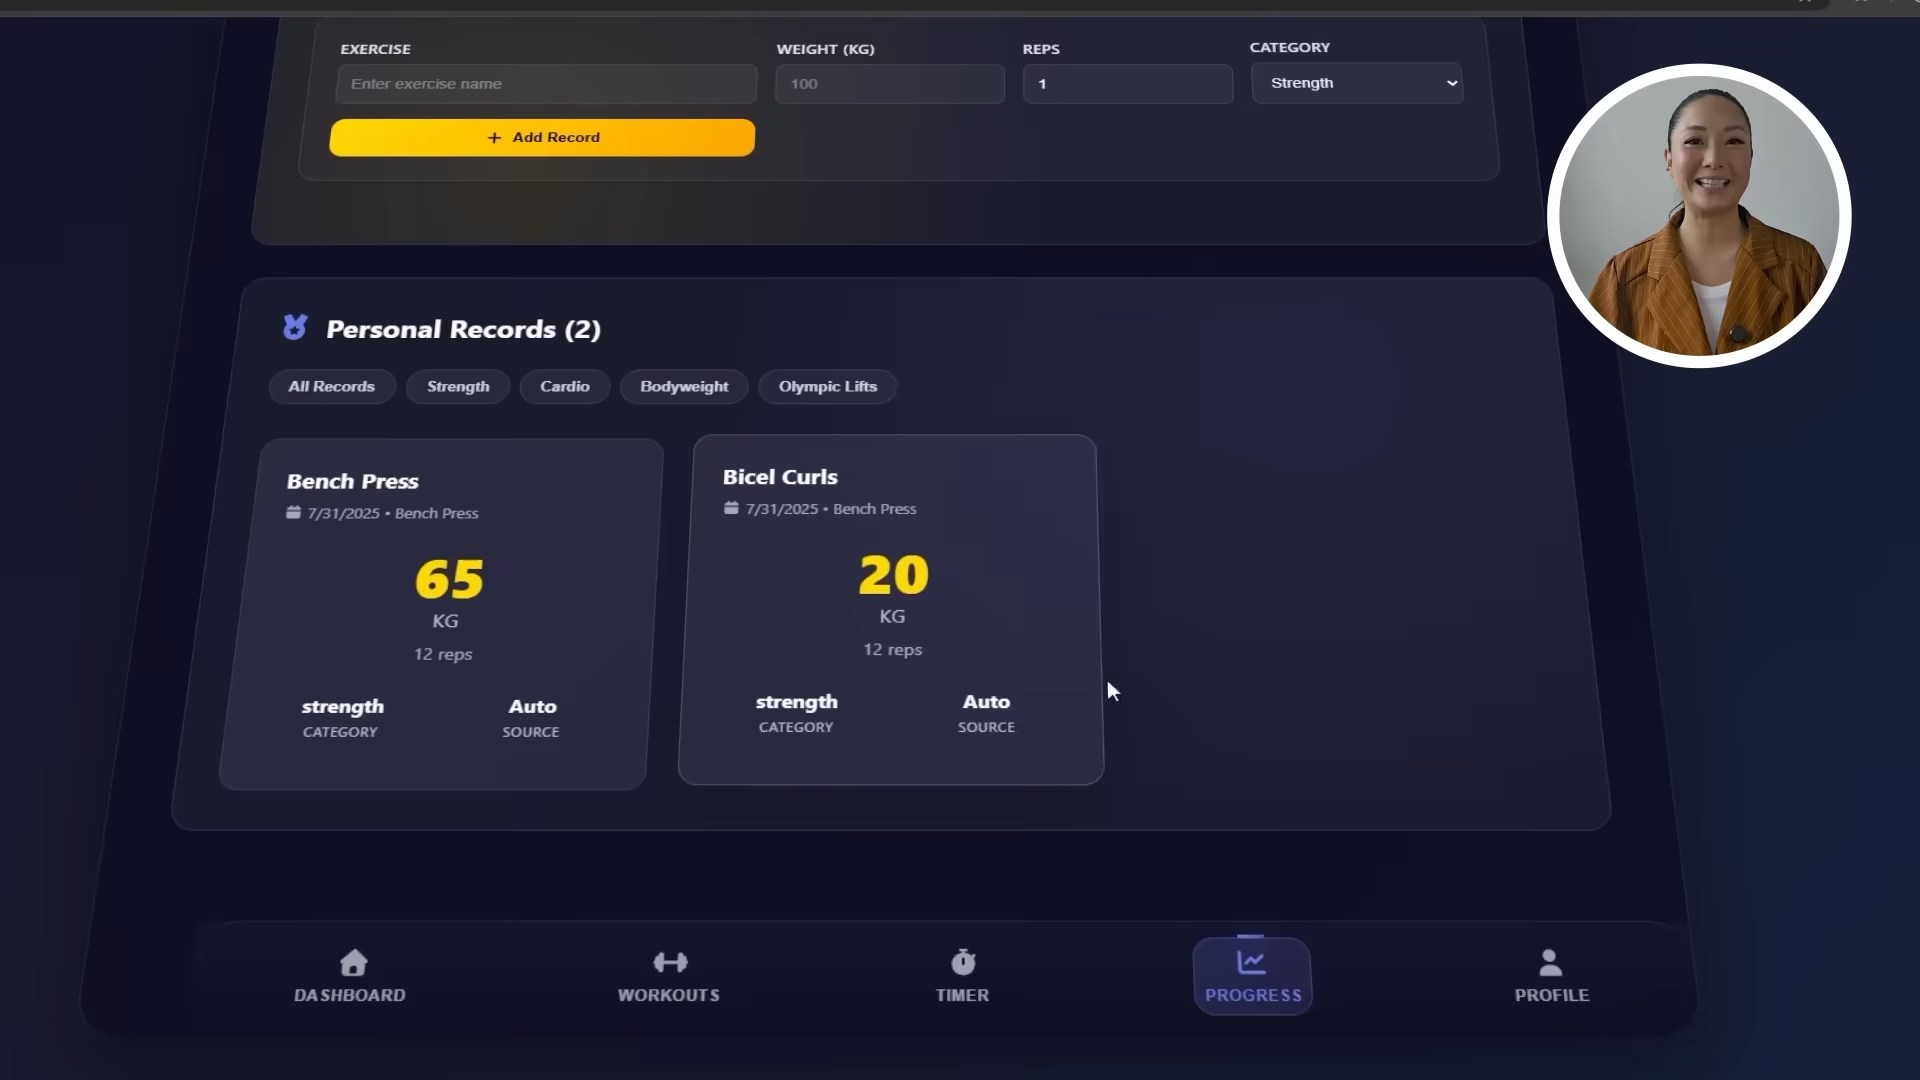 EXERCISE
WEIGHT (KG)
REPS
CATEGORY
Enter exercise name
100
1
Strength
+ Add Record
Personal Records (2)
All Records
Strength
Cardio
Bodyweight
Olympic Lifts
Bench Press
7/31/2025 • Bench Press
65
KG
12 reps
strength
CATEGORY
Auto
SOURCE
Bicel Curls
7/31/2025 • Bench Press
20
KG
12 reps
strength
CATEGORY
Auto
SOURCE
DASHBOARD
WORKOUTS
TIMER
PROGRESS
PROFILE